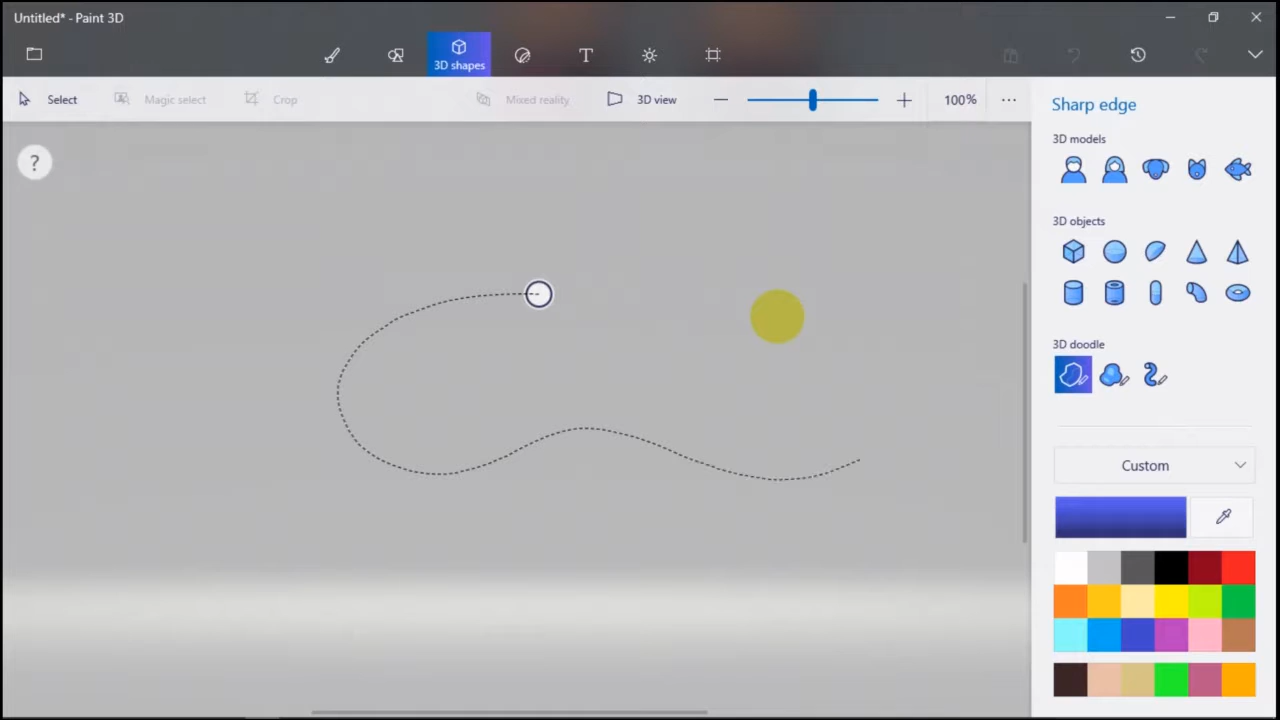 Untitled* - Paint 3D
3D shapes
Select
Magic select
Crop
Mixed reality
3D view
100%
Sharp edge
3D models
?
3D objects
3D doodle
Custom